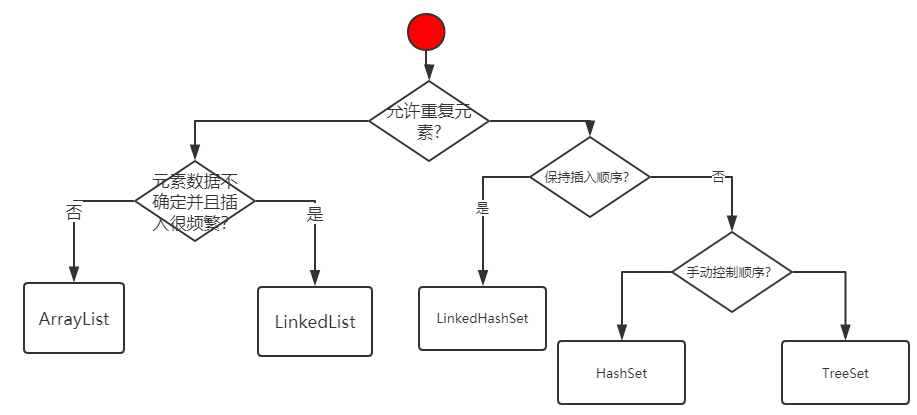 允许重复元
素?
元素数据不
确定并且插
入很频繁?
否
是
ArrayList
LinkedList
保持插入顺序?
是
否
LinkedHashSet
手动控制顺序?
HashSet
TreeSet